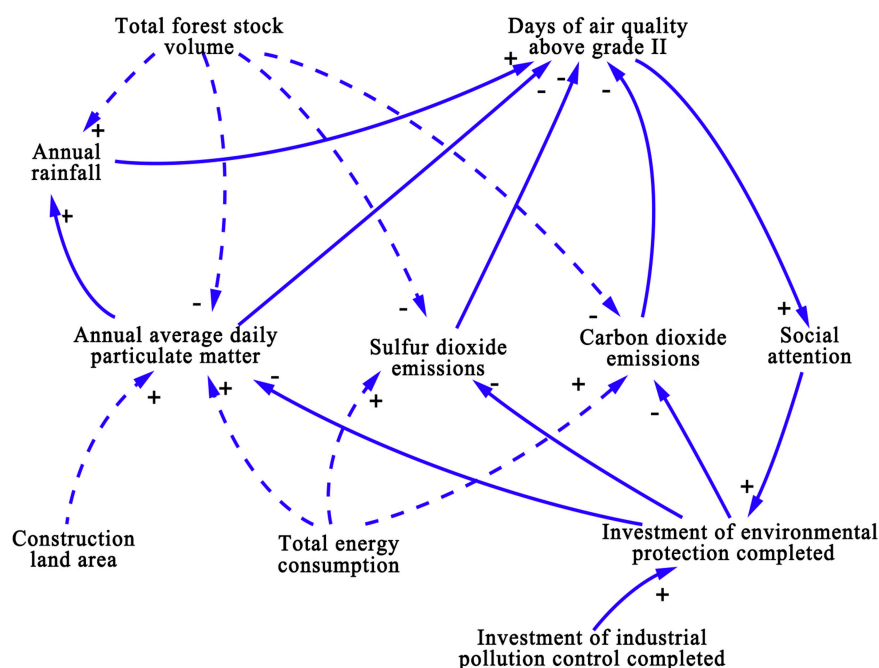 Total forest stock
volume
Days of air quality
above grade II
+
-
-
-
+
Annual
rainfall
+
-
-
-
+
Annual average daily
particulate matter
Sulfur dioxide
emissions
Carbon dioxide
emissions
Social
attention
+
+
-
+
-
+
-
+
Construction
land area
Total energy
consumption
Investment of environmental
protection completed
+
Investment of industrial
pollution control completed